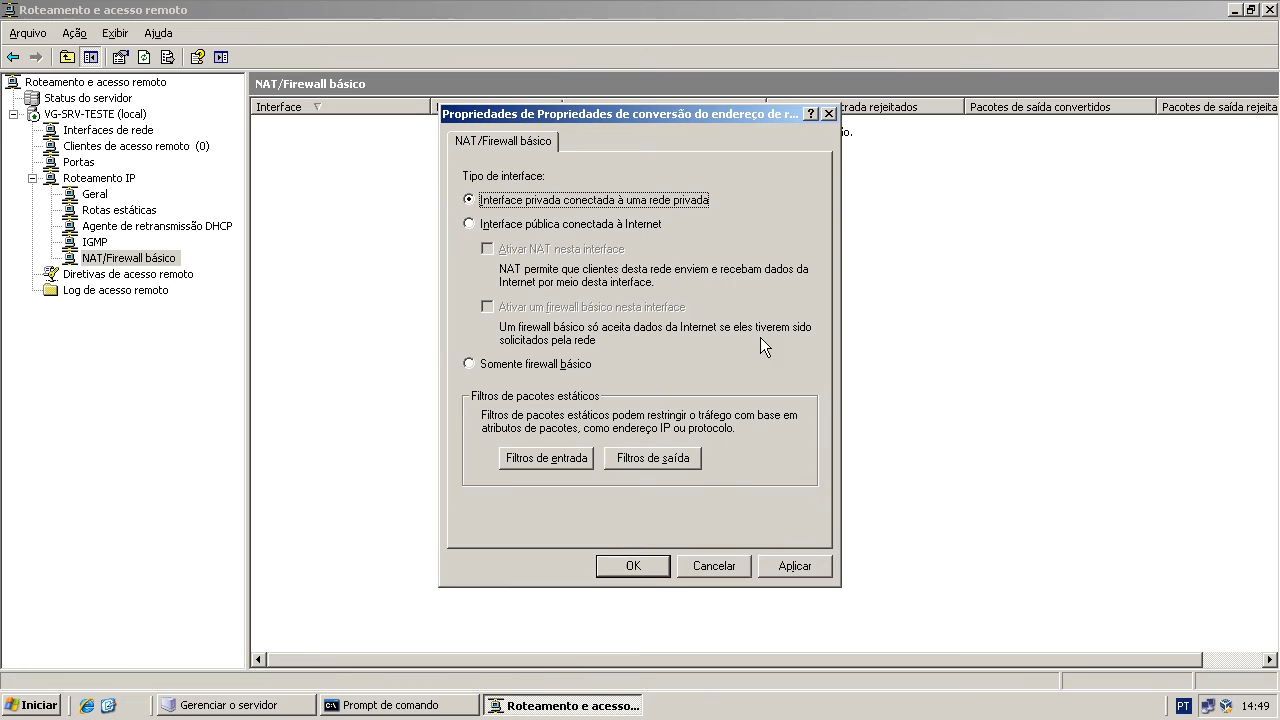 Roteamento e acesso remoto
Arquivo Ação Exibir Ajuda
Roteamento e acesso remoto
Status do servidor
VG-SRV-TESTE (local)
Interfaces de rede
Clientes de acesso remoto (0)
Portas
Roteamento IP
Geral
Rotas estáticas
Agente de retransmissão DHCP
IGMP
NAT/Firewall básico
Diretivas de acesso remoto
Log de acesso remoto
NAT/Firewall básico
Interface trada rejeitados Pacotes de saída convertidos Pacotes de saída rejeita
Propriedades de Propriedades de conversão do endereço de r...
NAT/Firewall básico
Tipo de interface:
Interface privada conectada à uma rede privada
Interface pública conectada à Internet
Ativar NAT nesta interface
NAT permite que clientes desta rede enviem e recebam dados da
Internet por meio desta interface.
Ativar um firewall básico nesta interface
Um firewall básico só aceita dados da Internet se eles tiverem sido
solicitados pela rede
Somente firewall básico
Filtros de pacotes estáticos
Filtros de pacotes estáticos podem restringir o tráfego com base em
atributos de pacotes, como endereço IP ou protocolo.
Filtros de entrada Filtros de saída
OK Cancelar Aplicar
Iniciar Gerenciar o servidor Prompt de comando Roteamento e acesso... PT 14:49